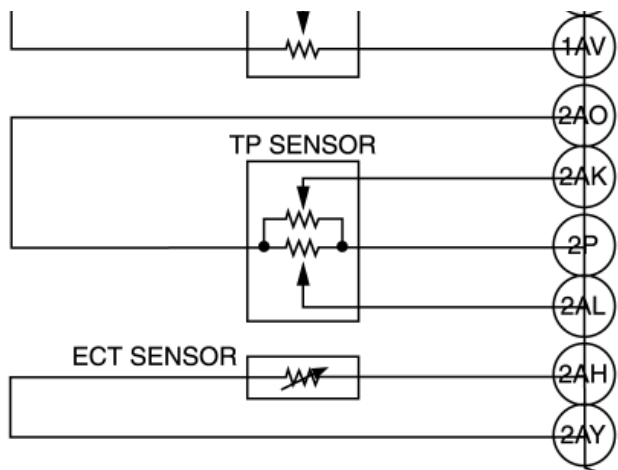 1AV
2AO
TP SENSOR
2AK
2P
2AL
ECT SENSOR
2AH
2AY